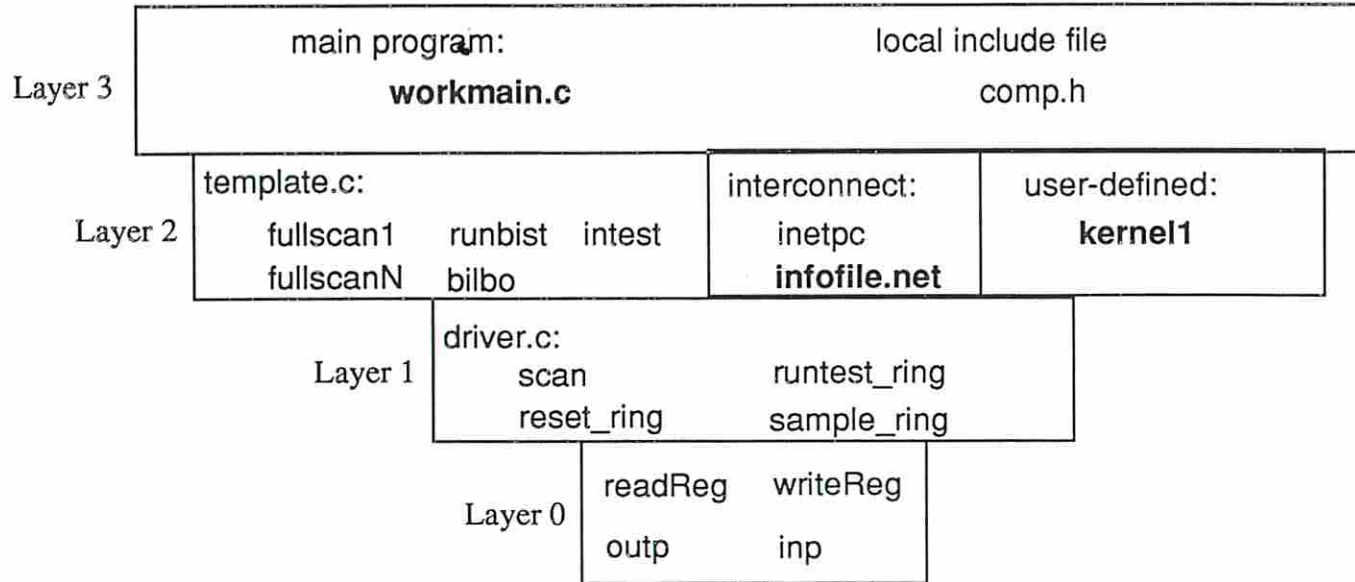 main program: local include file
Layer 3
workmain.c comp.h
template.c: interconnect: user-defined:
Layer 2 fullscan1 runbist intest inetpc kernel1
fullscanN bilbo infofile.net
driver.c:
Layer 1 scan runtest_ring
reset_ring sample_ring
readReg writeReg
Layer 0
outp inp